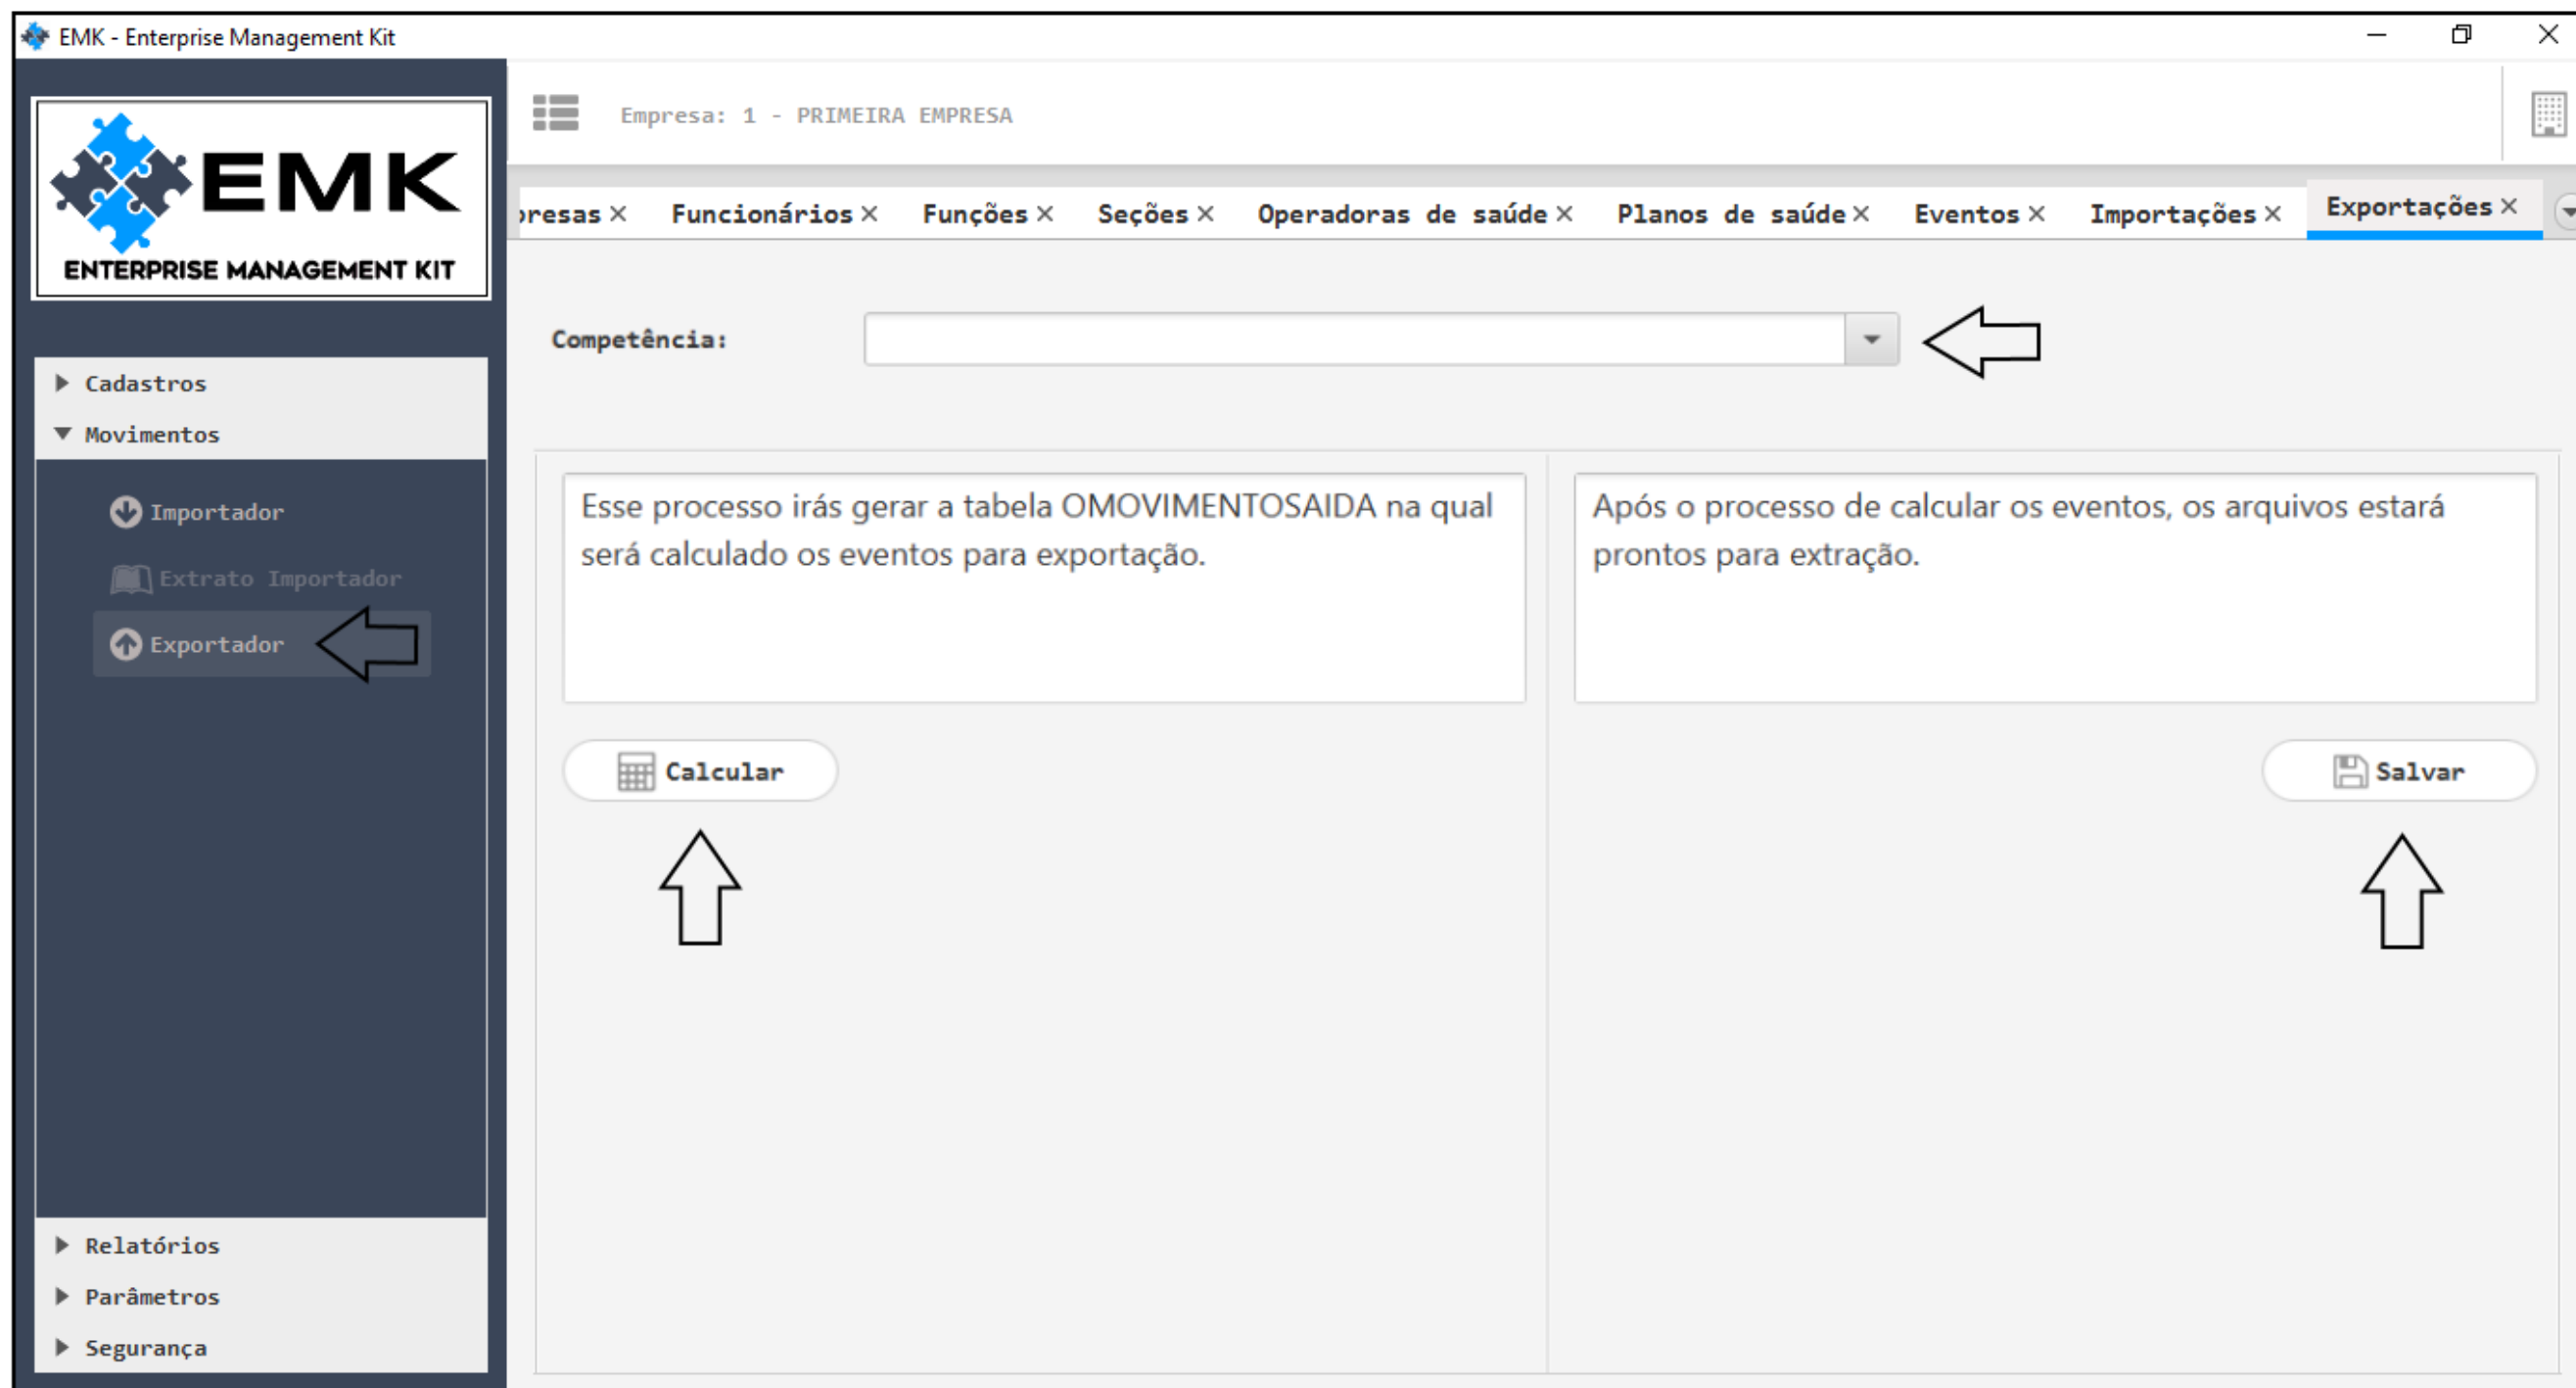 EMK - Enterprise Management Kit
EMK
ENTERPRISE MANAGEMENT KIT
Empresa: 1 - PRIMEIRA EMPRESA
presas Funcionários Funções Seções Operadoras de saúde Planos de saúde Eventos Importações Exportações
Cadastros
Movimentos
Importador
Extrato Importador
Exportador
Relatórios
Parâmetros
Segurança
Competência:
Esse processo irás gerar a tabela OMOVIMENTOSAIDA na qual
será calculado os eventos para exportação.
Calcular
Após o processo de calcular os eventos, os arquivos estará
prontos para extração.
Salvar